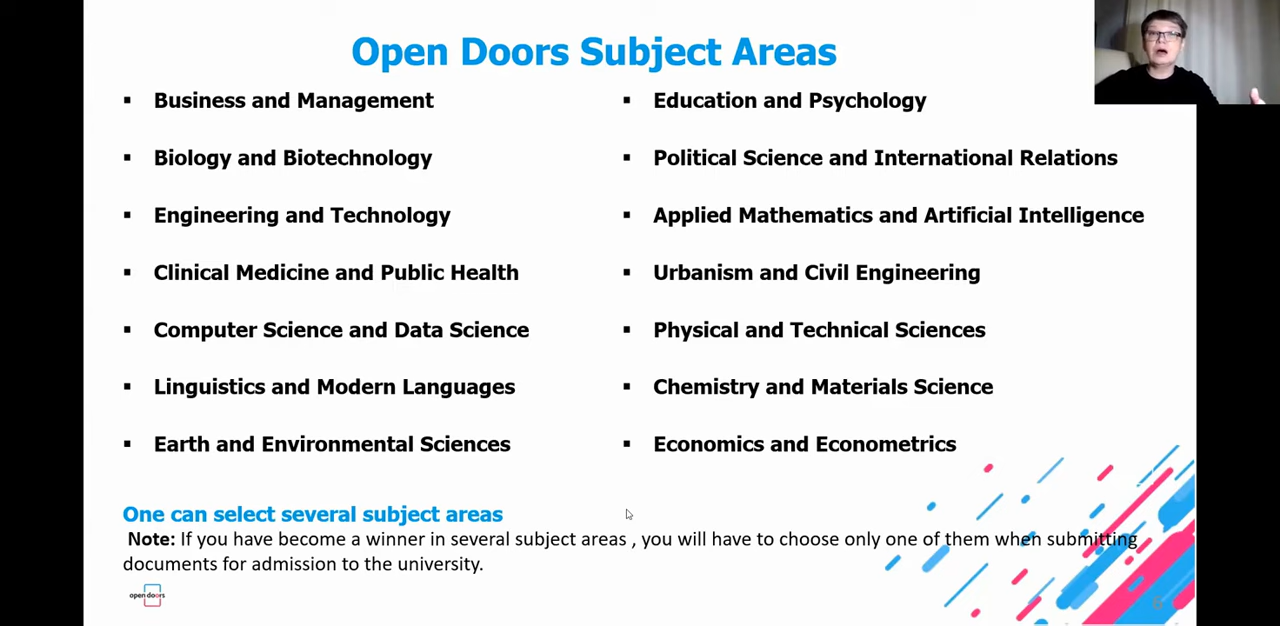 Open Doors Subject Areas
▪ Business and Management
▪ Biology and Biotechnology
▪ Engineering and Technology
▪ Clinical Medicine and Public Health
▪ Computer Science and Data Science
▪ Linguistics and Modern Languages
▪ Earth and Environmental Sciences
▪ Education and Psychology
▪ Political Science and International Relations
▪ Applied Mathematics and Artificial Intelligence
▪ Urbanism and Civil Engineering
▪ Physical and Technical Sciences
▪ Chemistry and Materials Science
▪ Economics and Econometrics
One can select several subject areas
Note: If you have become a winner in several subject areas , you will have to choose only one of them when submitting
documents for admission to the university.
open doors
6